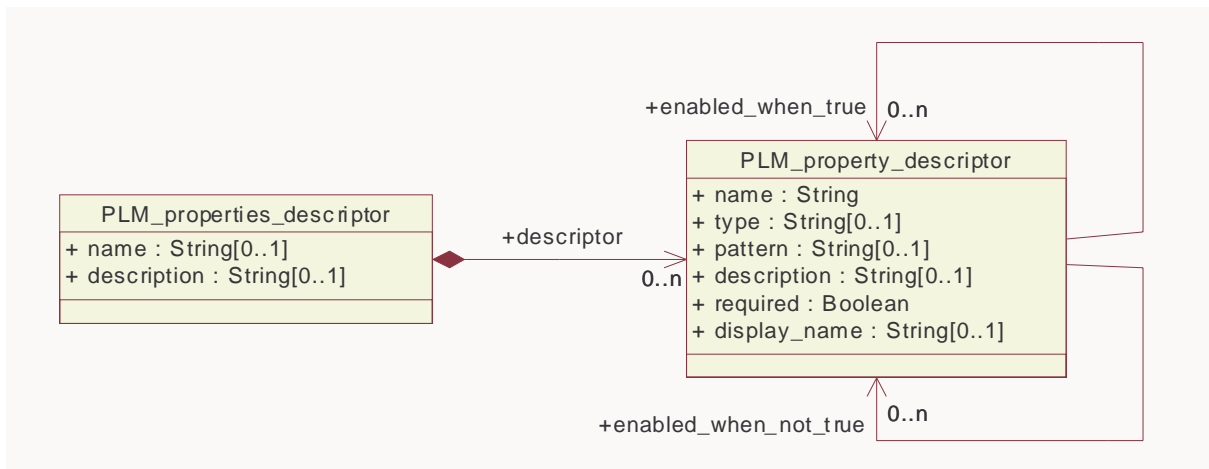 +enabled_when_true
0..n
PLM_property_descriptor
+ name : String
+ type : String[0..1]
+ pattern : String[0..1]
+ description : String[0..1]
+ required : Boolean
+ display_name : String[0..1]
PLM_properties_descriptor
+ name : String[0..1]
+ description : String[0..1]
+descriptor
0..n
+enabled_when_not_true
0..n